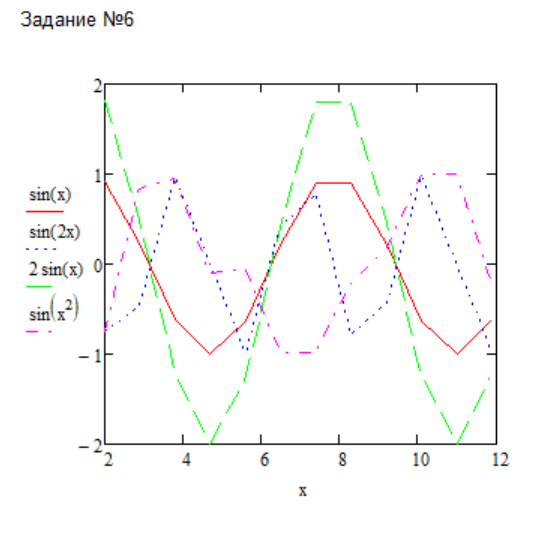 Задание №6
2
sin(x)
1
sin(2x)
0
2 sin(x)
sin(x²)
−1
−2
2 4 6 8 10 12
x